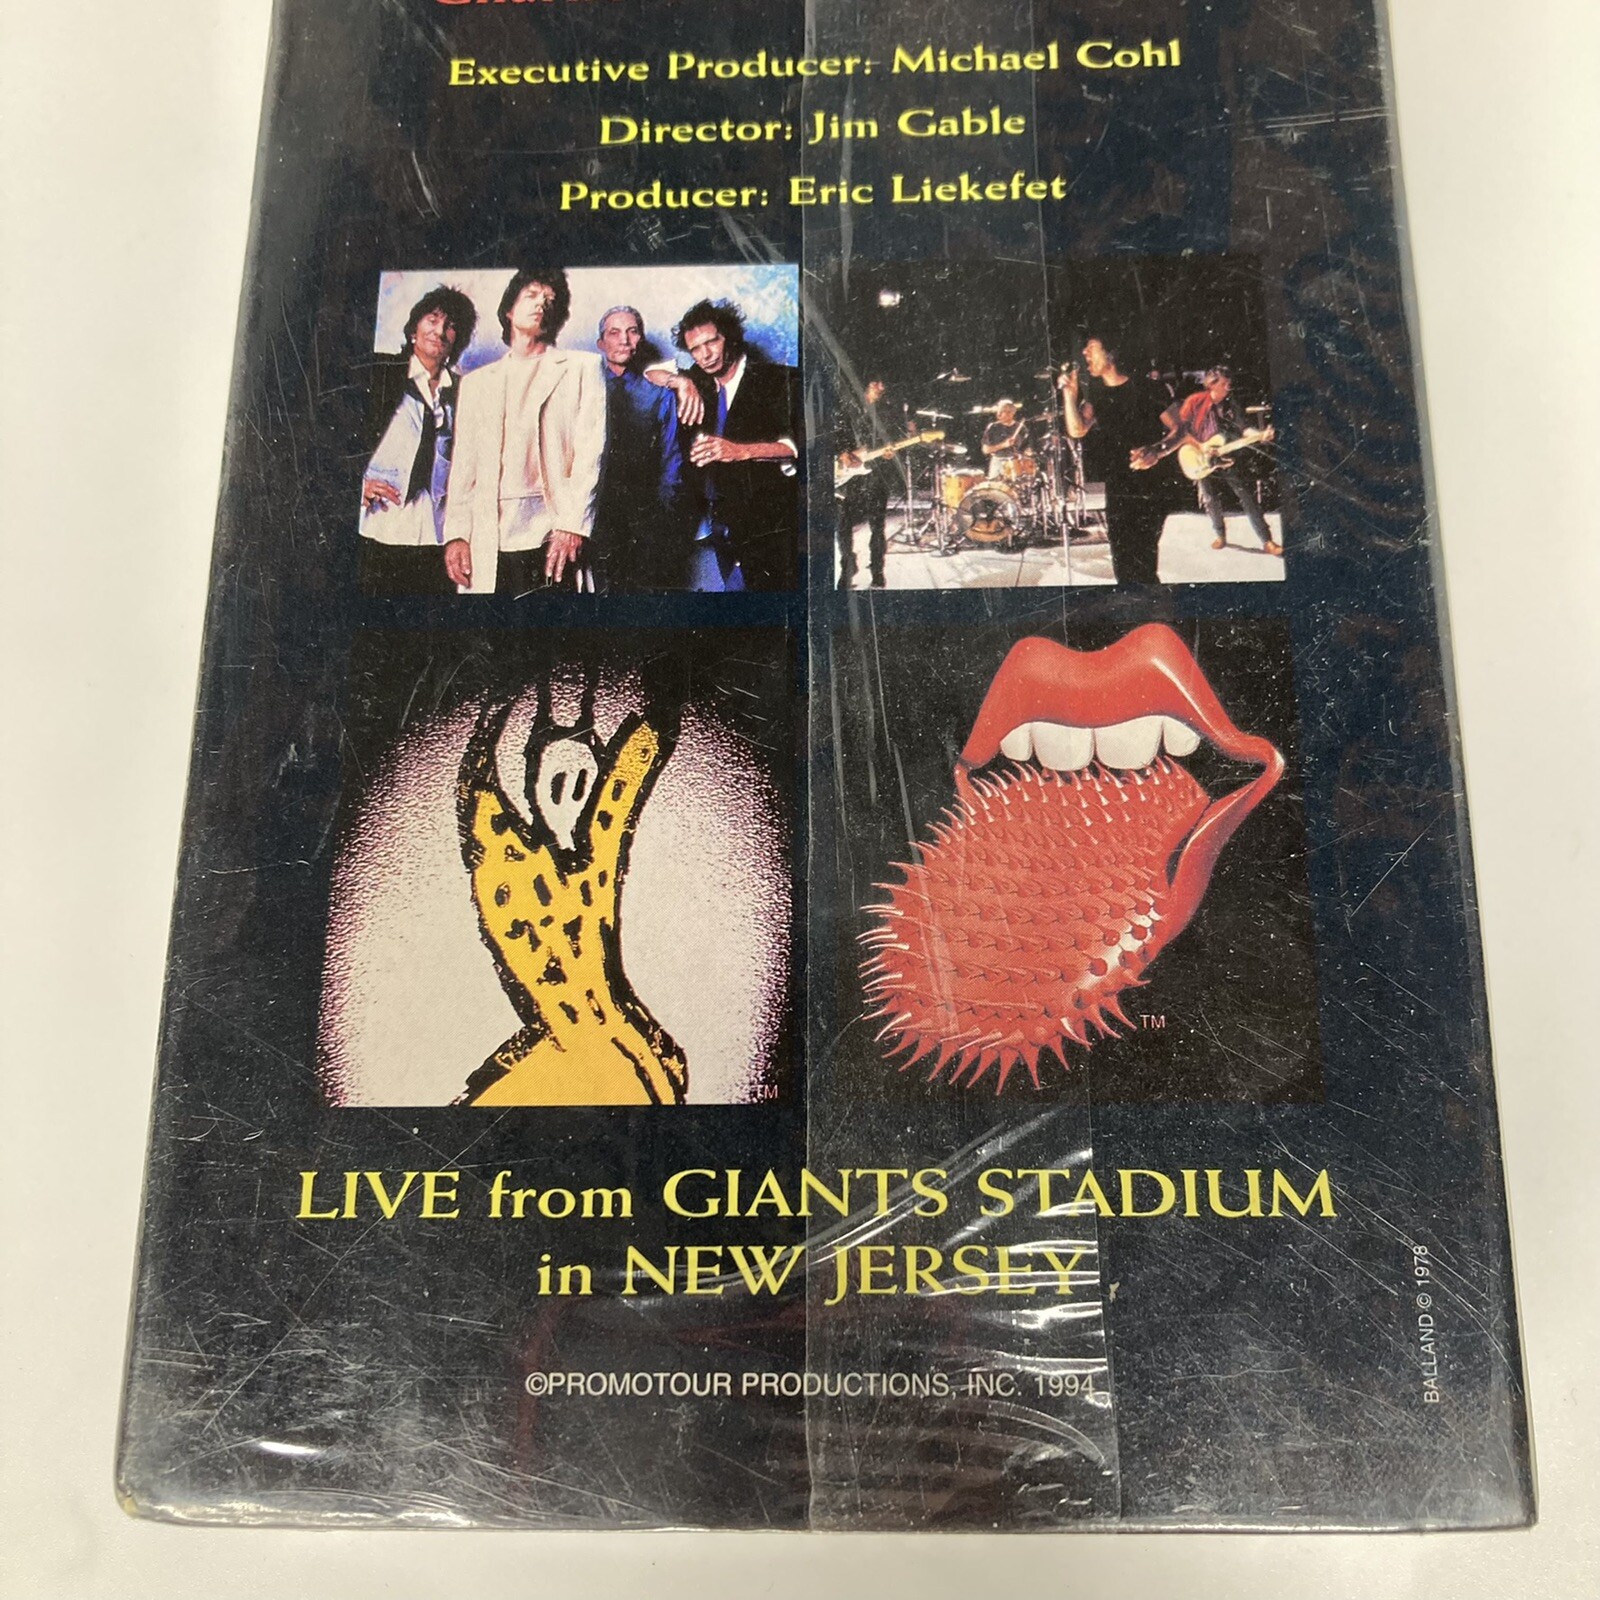 Executive Producer: Michael Cohl
Director: Jim Gable
Producer: Eric Liekefet
TM
TM
LIVE from GIANTS STADIUM
in NEW JERSEY
©PROMOTOUR PRODUCTIONS, INC. 1994
BALLAND © 1978